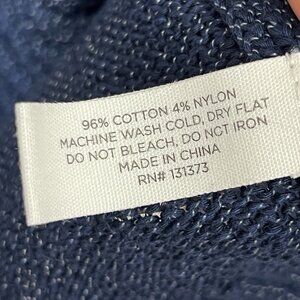 96% COTTON 4% NYLON
MACHINE WASH COLD, DRY FLAT
DO NOT BLEACH, DO NOT IRON
MADE IN CHINA
RN# 131373